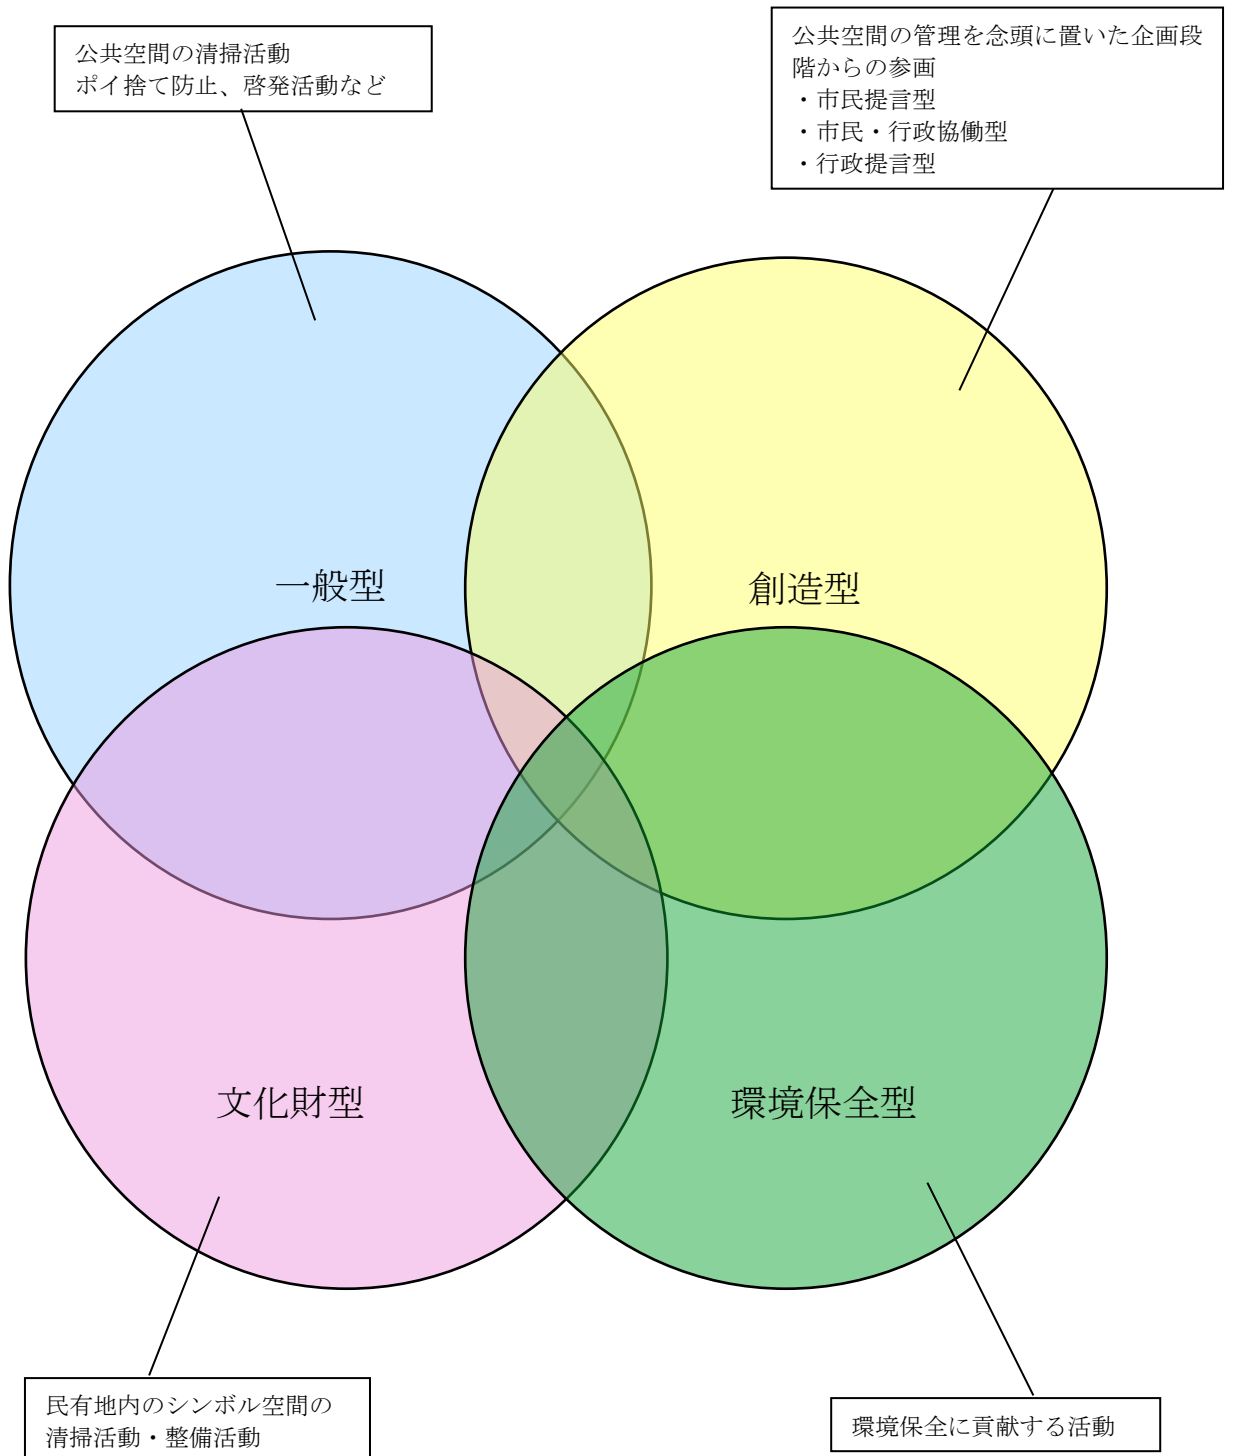 公共空間の清掃活動
ポイ捨て防止、啓発活動など
公共空間の管理を念頭に置いた企画段
階からの参画
・市民提言型
・市民・行政協働型
・行政提言型
一般型
創造型
文化財型
環境保全型
民有地内のシンボル空間の
清掃活動・整備活動
環境保全に貢献する活動